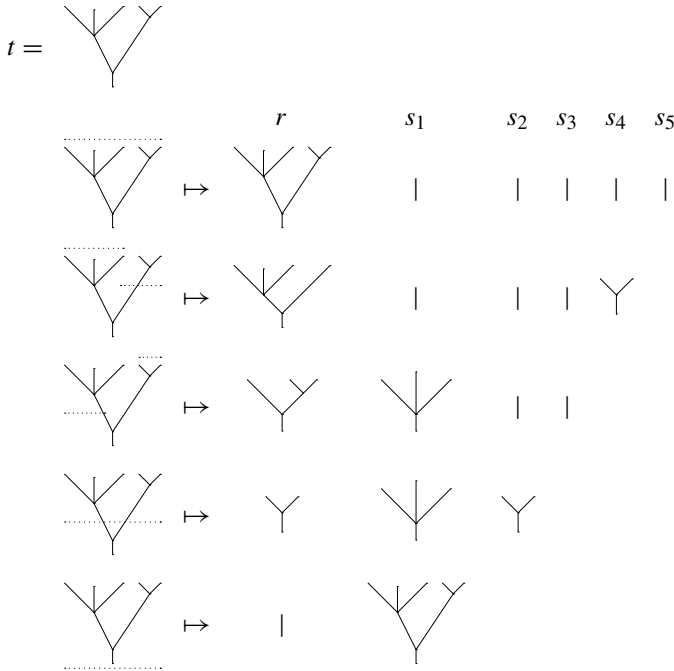 t =
r s₁ s₂ s₃ s₄ s₅
↦ | | | | |
↦ | | |
↦ | |
↦
↦ |